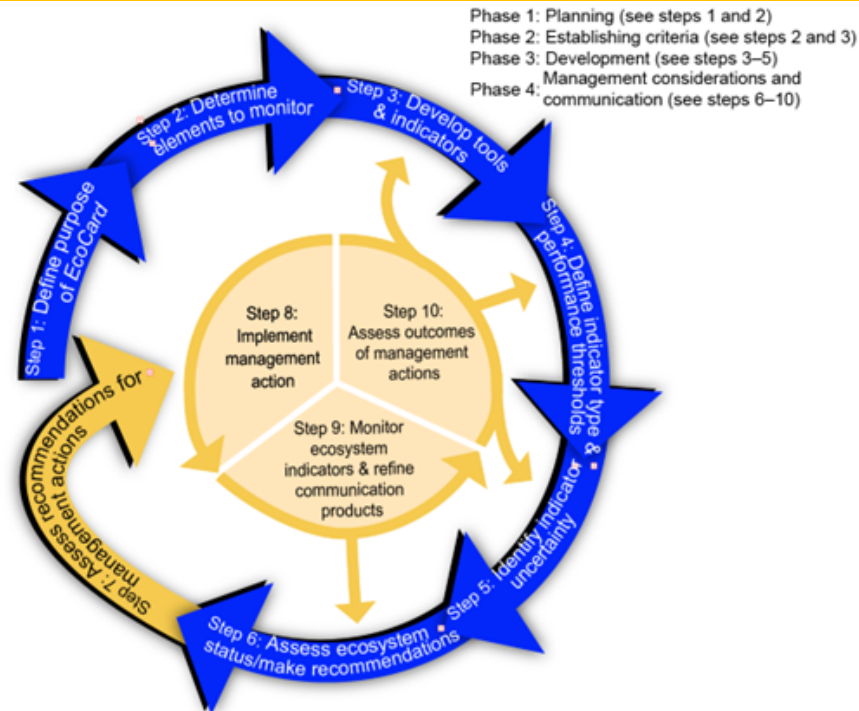 Phase 1: Planning (see steps 1 and 2)
Phase 2: Establishing criteria (see steps 2 and 3)
Phase 3: Development (see steps 3–5)
Phase 4: Management considerations and
communication (see steps 6–10)
Step 1: Define purpose
of EcoCard
Step 2: Determine
elements to monitor
Step 3: Develop tools
& indicators
Step 4: Define indicator type &
performance thresholds
Step 5: Identify indicator
uncertainty
Step 6: Assess ecosystem
status/make recommendations
Step 7: Assess recommendations for
management actions
Step 8:
Implement
management
action
Step 9: Monitor
ecosystem
indicators & refine
communication
products
Step 10:
Assess outcomes
of management
actions